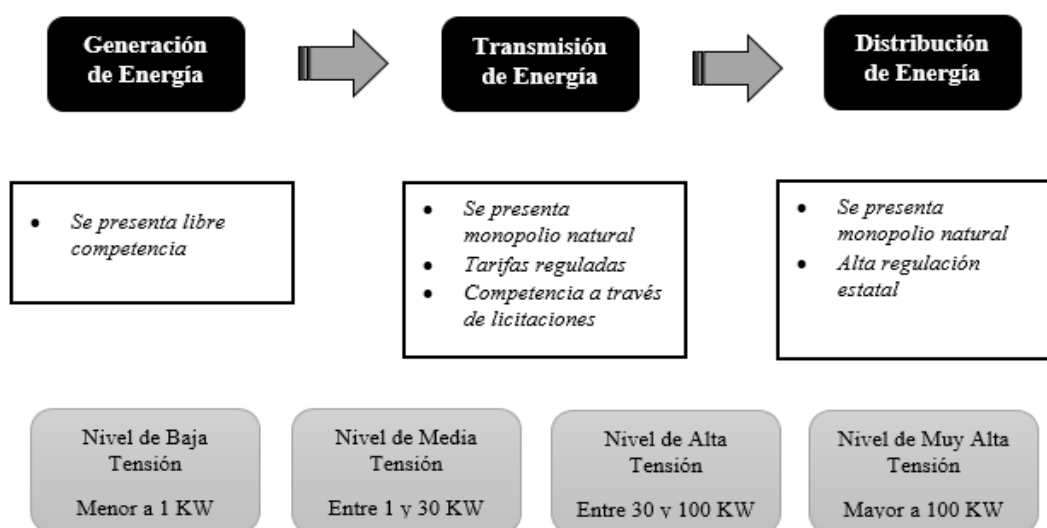 Generación
de Energía
Transmisión
de Energía
Distribución
de Energía
• Se presenta libre
competencia
• Se presenta
monopolio natural
• Tarifas reguladas
• Competencia a través
de licitaciones
• Se presenta
monopolio natural
• Alta regulación
estatal
Nivel de Baja
Tensión
Menor a 1 KW
Nivel de Media
Tensión
Entre 1 y 30 KW
Nivel de Alta
Tensión
Entre 30 y 100 KW
Nivel de Muy Alta
Tensión
Mayor a 100 KW